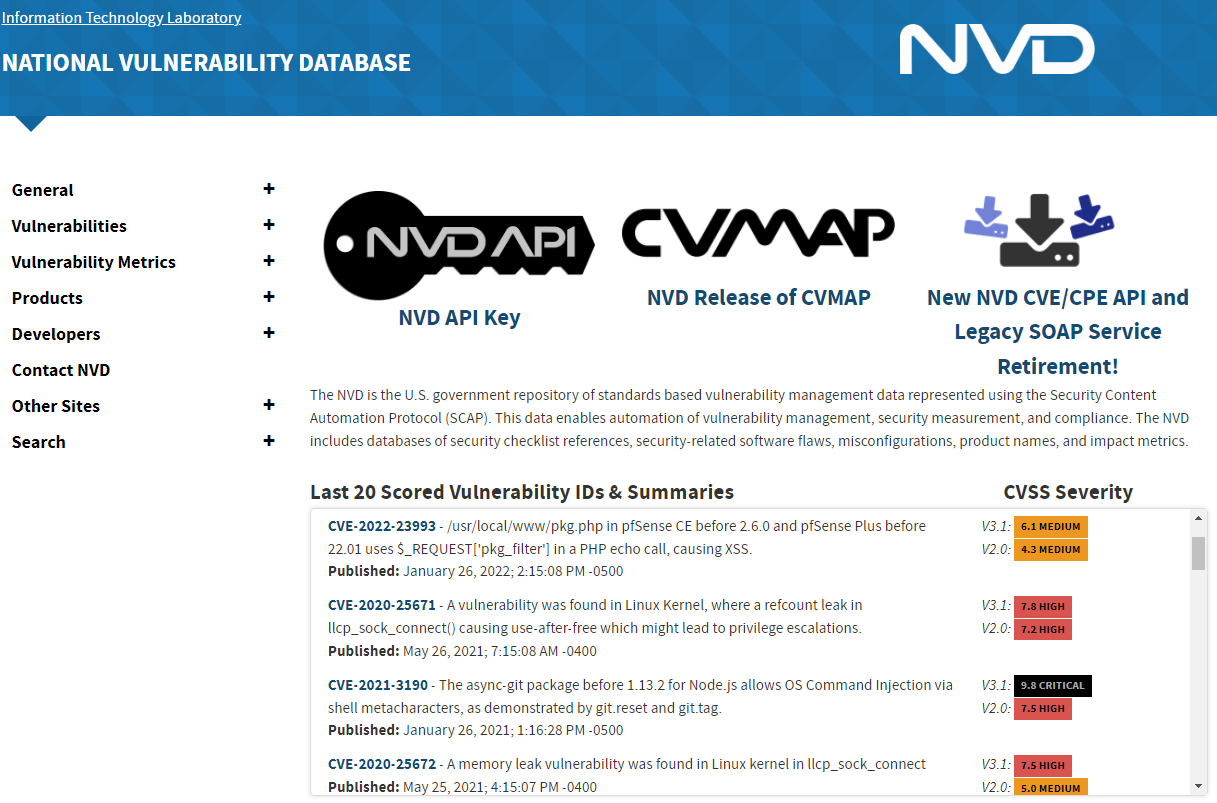 Information Technology Laboratory
NATIONAL VULNERABILITY DATABASE
NVD
General +
Vulnerabilities +
Vulnerability Metrics +
Products +
Developers +
Contact NVD
Other Sites +
Search +
NVD API
NVD API Key
CVMAP
NVD Release of CVMAP
New NVD CVE/CPE API and
Legacy SOAP Service
Retirement!
The NVD is the U.S. government repository of standards based vulnerability management data represented using the Security Content
Automation Protocol (SCAP). This data enables automation of vulnerability management, security measurement, and compliance. The NVD
includes databases of security checklist references, security-related software flaws, misconfigurations, product names, and impact metrics.
Last 20 Scored Vulnerability IDs & Summaries CVSS Severity
CVE-2022-23993 - /usr/local/www/pkg.php in pfSense CE before 2.6.0 and pfSense Plus before V3.1: 6.1 MEDIUM
22.01 uses $_REQUEST['pkg_filter'] in a PHP echo call, causing XSS. V2.0: 4.3 MEDIUM
Published: January 26, 2022; 2:15:08 PM -0500
CVE-2020-25671 - A vulnerability was found in Linux Kernel, where a refcount leak in V3.1: 7.8 HIGH
llcp_sock_connect() causing use-after-free which might lead to privilege escalations. V2.0: 7.2 HIGH
Published: May 26, 2021; 7:15:08 AM -0400
CVE-2021-3190 - The async-git package before 1.13.2 for Node.js allows OS Command Injection via V3.1: 9.8 CRITICAL
shell metacharacters, as demonstrated by git.reset and git.tag. V2.0: 7.5 HIGH
Published: January 26, 2021; 1:16:28 PM -0500
CVE-2020-25672 - A memory leak vulnerability was found in Linux kernel in llcp_sock_connect V3.1: 7.5 HIGH
Published: May 25, 2021; 4:15:07 PM -0400 V2.0: 5.0 MEDIUM